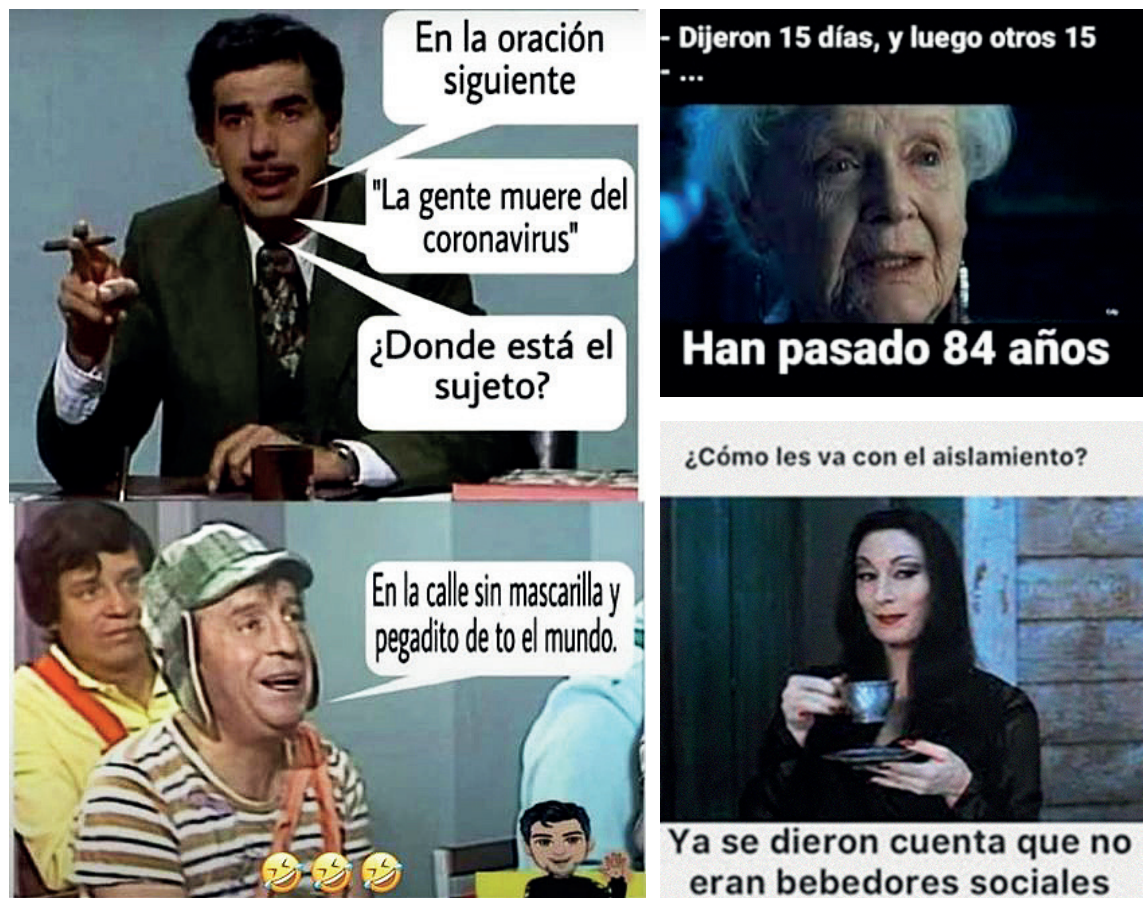 En la oración
siguiente
"La gente muere del
coronavirus"
¿Donde está el
sujeto?
En la calle sin mascarilla y
pegadito de to el mundo.
- Dijeron 15 días, y luego otros 15
- ...
Han pasado 84 años
¿Cómo les va con el aislamiento?
Ya se dieron cuenta que no
eran bebedores sociales